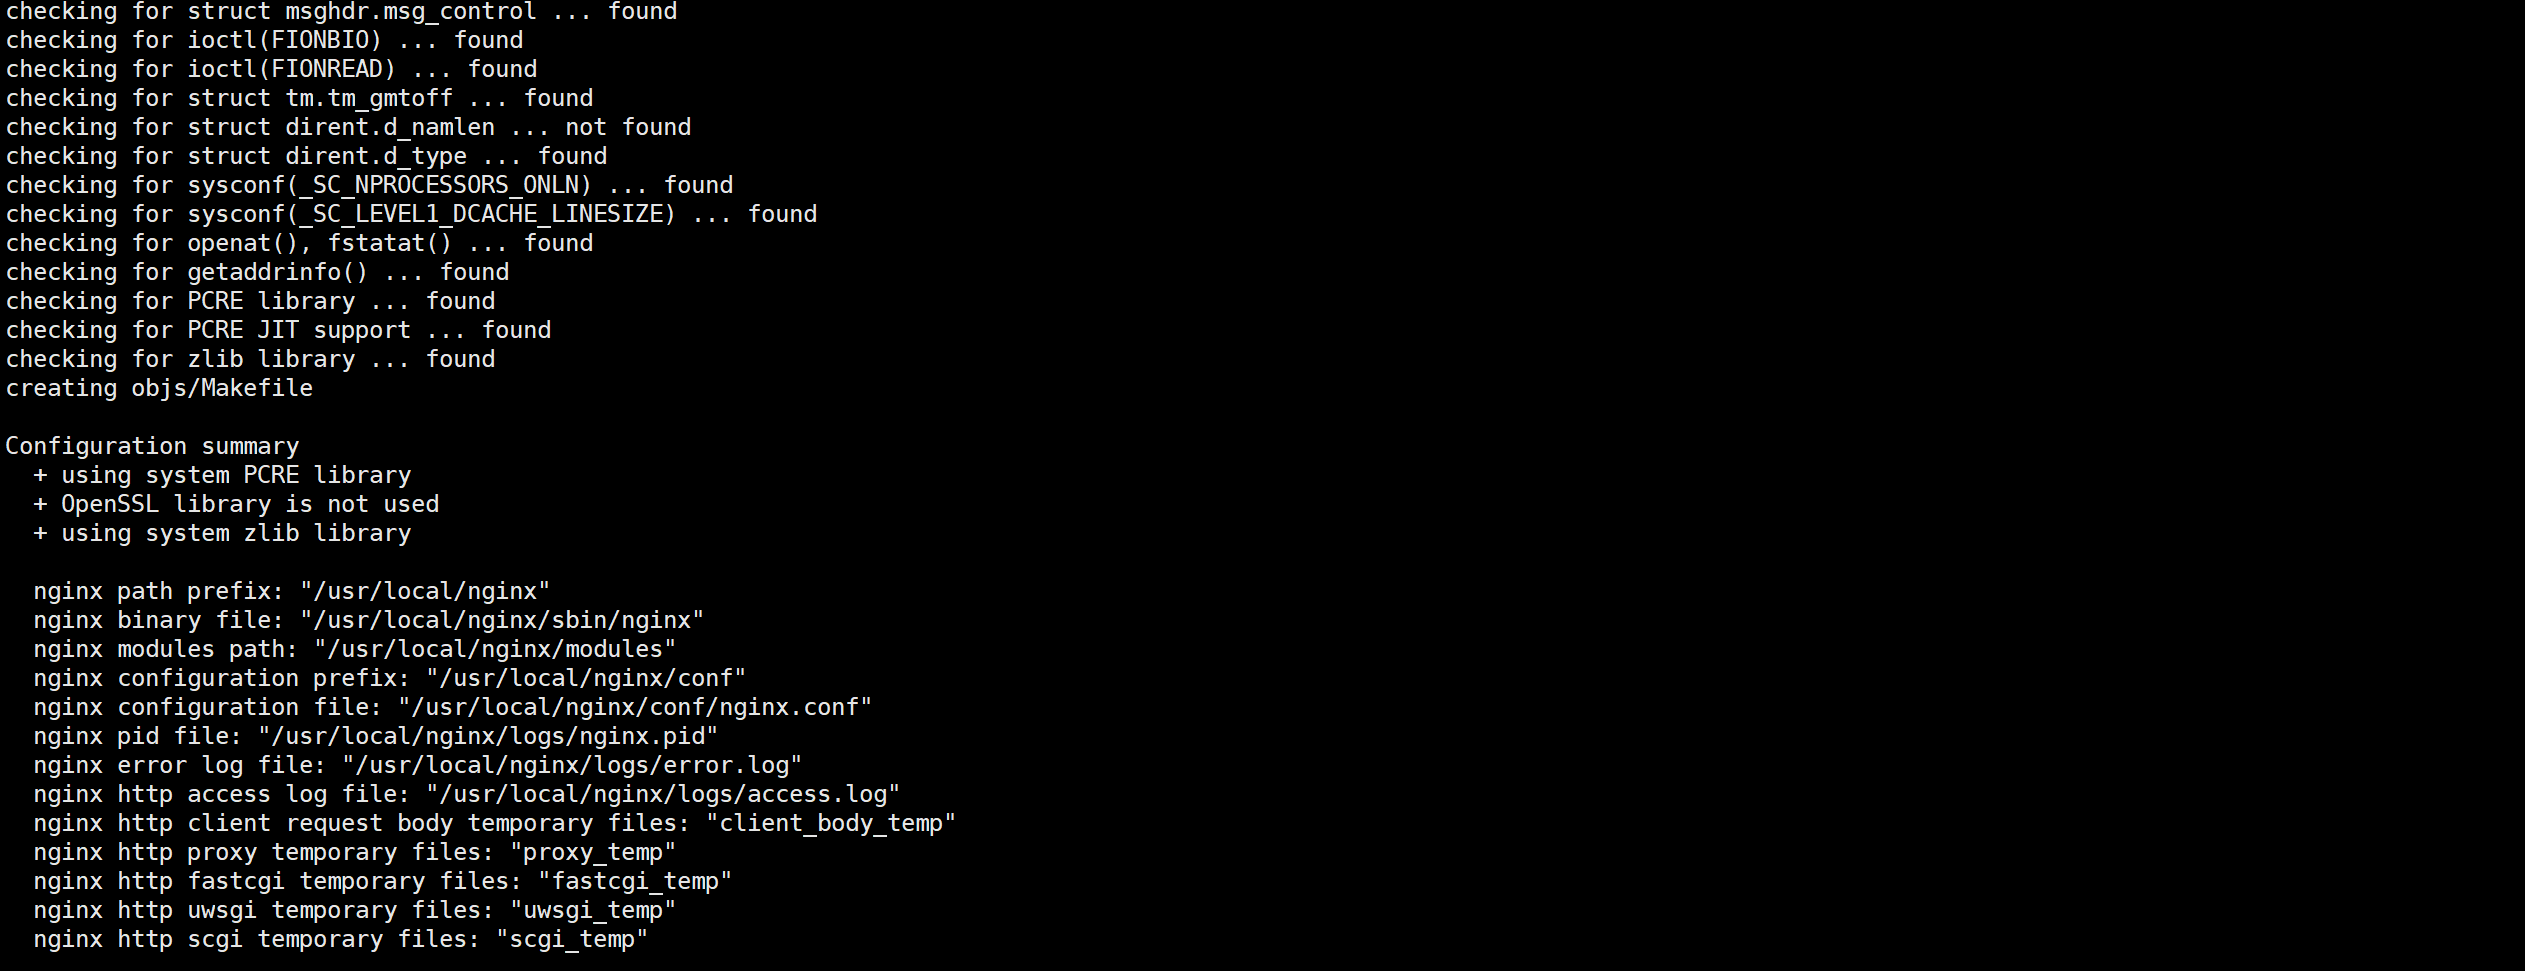 checking for struct msghdr.msg_control ... found
checking for ioctl(FIONBIO) ... found
checking for ioctl(FIONREAD) ... found
checking for struct tm.tm_gmtoff ... found
checking for struct dirent.d_namlen ... not found
checking for struct dirent.d_type ... found
checking for sysconf(_SC_NPROCESSORS_ONLN) ... found
checking for sysconf(_SC_LEVEL1_DCACHE_LINESIZE) ... found
checking for openat(), fstatat() ... found
checking for getaddrinfo() ... found
checking for PCRE library ... found
checking for PCRE JIT support ... found
checking for zlib library ... found
creating objs/Makefile

Configuration summary
  + using system PCRE library
  + OpenSSL library is not used
  + using system zlib library

  nginx path prefix: "/usr/local/nginx"
  nginx binary file: "/usr/local/nginx/sbin/nginx"
  nginx modules path: "/usr/local/nginx/modules"
  nginx configuration prefix: "/usr/local/nginx/conf"
  nginx configuration file: "/usr/local/nginx/conf/nginx.conf"
  nginx pid file: "/usr/local/nginx/logs/nginx.pid"
  nginx error log file: "/usr/local/nginx/logs/error.log"
  nginx http access log file: "/usr/local/nginx/logs/access.log"
  nginx http client request body temporary files: "client_body_temp"
  nginx http proxy temporary files: "proxy_temp"
  nginx http fastcgi temporary files: "fastcgi_temp"
  nginx http uwsgi temporary files: "uwsgi_temp"
  nginx http scgi temporary files: "scgi_temp"